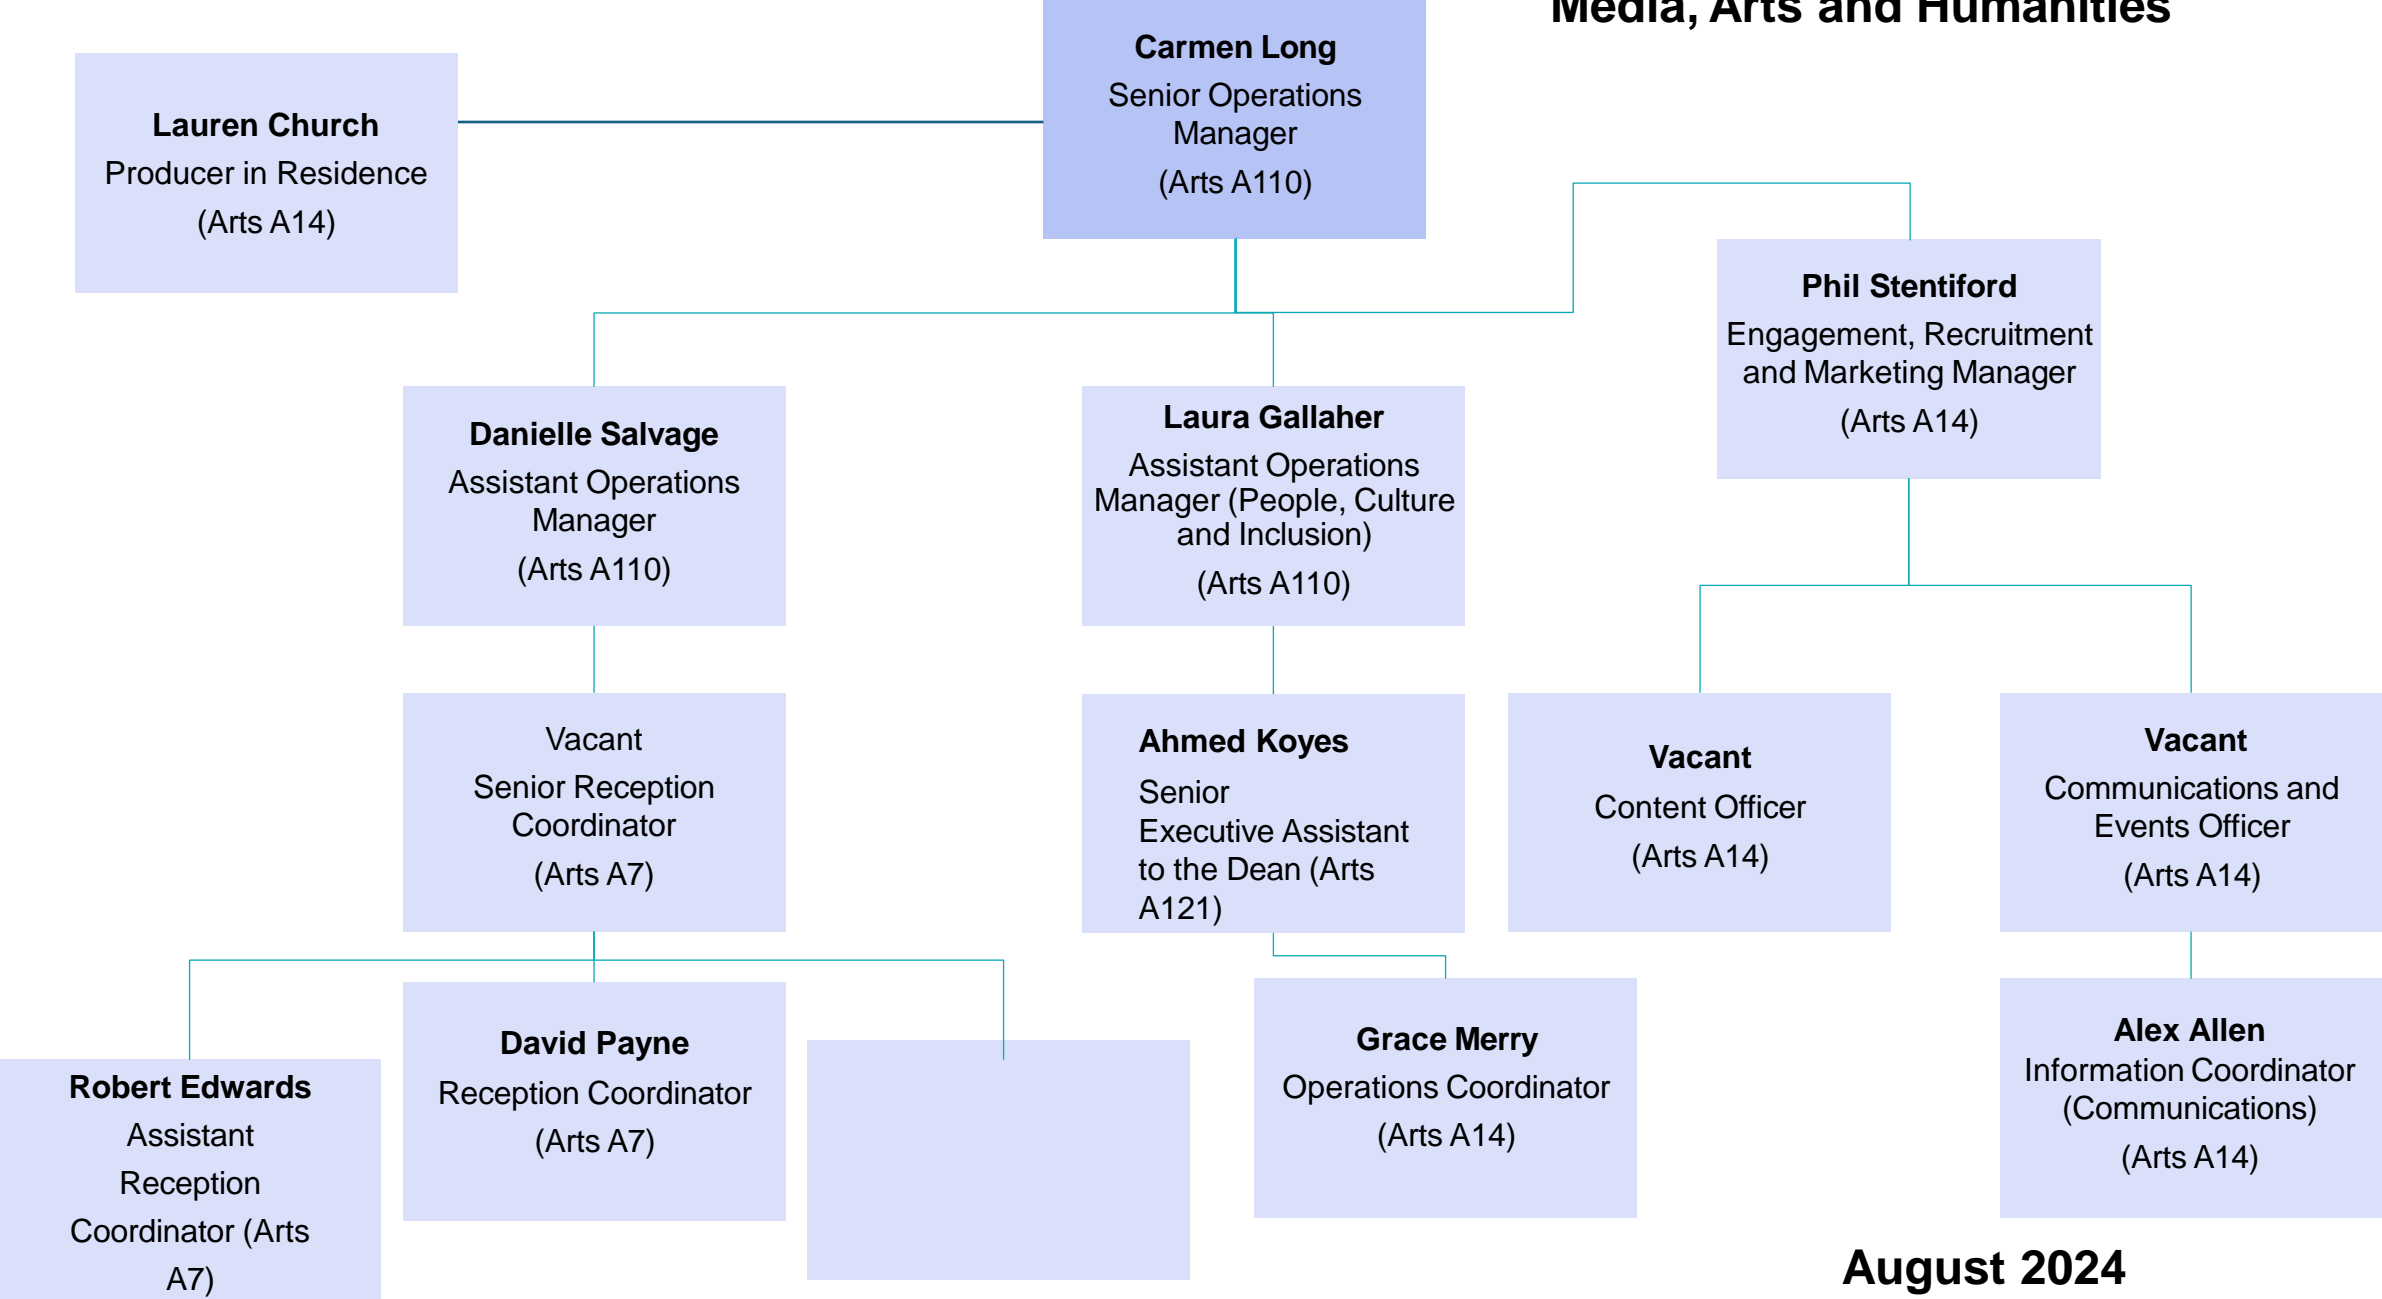 Media, Arts and Humanities
Carmen Long
Senior Operations
Manager
(Arts A110)
Lauren Church
Producer in Residence
(Arts A14)
Phil Stentiford
Engagement, Recruitment
and Marketing Manager
(Arts A14)
Danielle Salvage
Assistant Operations
Manager
(Arts A110)
Laura Gallaher
Assistant Operations
Manager (People, Culture
and Inclusion)
(Arts A110)
Vacant
Senior Reception
Coordinator
(Arts A7)
Ahmed Koyes
Senior
Executive Assistant
to the Dean (Arts
A121)
Vacant
Content Officer
(Arts A14)
Vacant
Communications and
Events Officer
(Arts A14)
Robert Edwards
Assistant
Reception
Coordinator (Arts
A7)
David Payne
Reception Coordinator
(Arts A7)
Grace Merry
Operations Coordinator
(Arts A14)
Alex Allen
Information Coordinator
(Communications)
(Arts A14)
August 2024